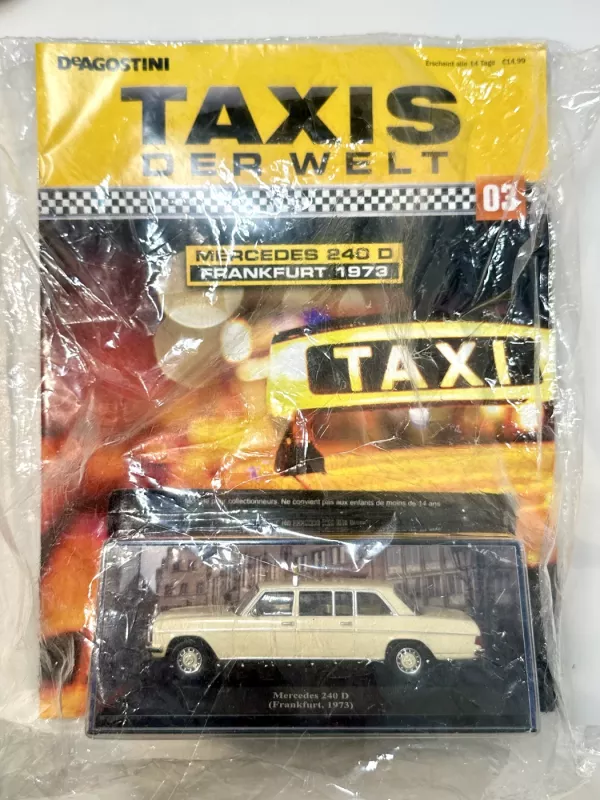 DeAGOSTINI
Erscheint alle 14 Tage £14,99
TAXIS
DER WELT
03
MERCEDES 240 D
FRANKFURT 1973
TAXI
collectionneurs. Ne convient pas aux enfants de moins de 14 ans
Mercedes 240 D
(Frankfurt, 1973)